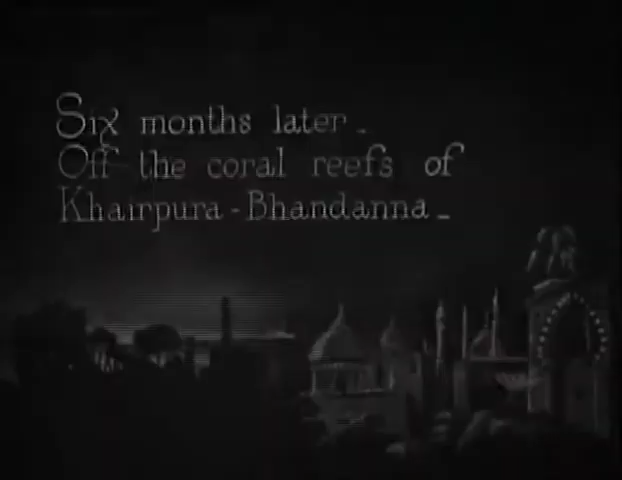 Six months later_
Off the coral reefs of
Khairpura-Bhandanna_